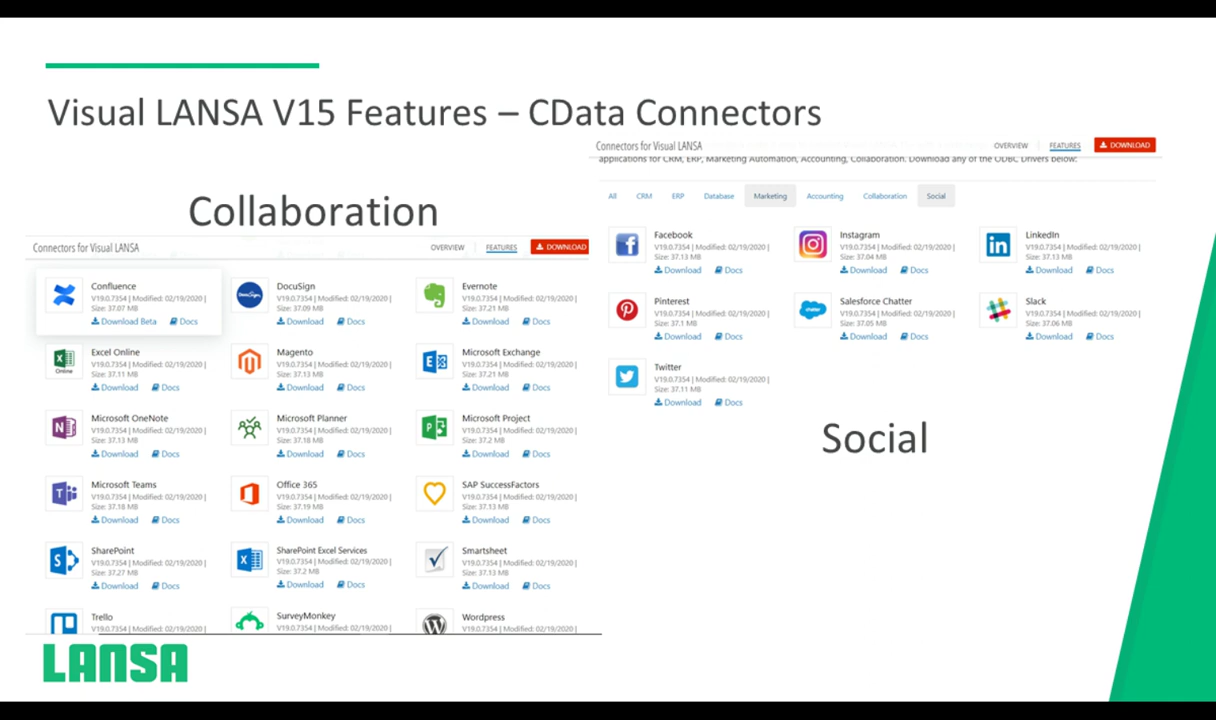 Visual LANSA V15 Features – CData Connectors
Collaboration
Connectors for Visual LANSA
OVERVIEW
FEATURES
DOWNLOAD
Confluence
V19.0.7354 | Modified: 02/19/2020 |
Size: 37.07 MB
Download Beta Docs
DocuSign
V19.0.7354 | Modified: 02/19/2020 |
Size: 37.09 MB
Download Docs
Evernote
V19.0.7354 | Modified: 02/19/2020 |
Size: 37.21 MB
Download Docs
Excel Online
V19.0.7354 | Modified: 02/19/2020 |
Size: 37.11 MB
Download Docs
Magento
V19.0.7354 | Modified: 02/19/2020 |
Size: 37.13 MB
Download Docs
Microsoft Exchange
V19.0.7354 | Modified: 02/19/2020 |
Size: 37.21 MB
Download Docs
Microsoft OneNote
V19.0.7354 | Modified: 02/19/2020 |
Size: 37.13 MB
Download Docs
Microsoft Planner
V19.0.7354 | Modified: 02/19/2020 |
Size: 37.18 MB
Download Docs
Microsoft Project
V19.0.7354 | Modified: 02/19/2020 |
Size: 37.2 MB
Download Docs
Microsoft Teams
V19.0.7354 | Modified: 02/19/2020 |
Size: 37.18 MB
Download Docs
Office 365
V19.0.7354 | Modified: 02/19/2020 |
Size: 37.19 MB
Download Docs
SAP SuccessFactors
V19.0.7354 | Modified: 02/19/2020 |
Size: 37.13 MB
Download Docs
SharePoint
V19.0.7354 | Modified: 02/19/2020 |
Size: 37.27 MB
Download Docs
SharePoint Excel Services
V19.0.7354 | Modified: 02/19/2020 |
Size: 37.2 MB
Download Docs
Smartsheet
V19.0.7354 | Modified: 02/19/2020 |
Size: 37.13 MB
Download Docs
Trello
V19.0.7354 | Modified: 02/19/2020 |
SurveyMonkey
V19.0.7354 | Modified: 02/19/2020 |
Wordpress
V19.0.7354 | Modified: 02/19/2020 |
Connectors for Visual LANSA
OVERVIEW
FEATURES
DOWNLOAD
applications for CRM, ERP, Marketing Automation, Accounting, Collaboration. Download any of the ODBC Drivers below:
All CRM ERP Database Marketing Accounting Collaboration Social
Facebook
V19.0.7354 | Modified: 02/19/2020 |
Size: 37.13 MB
Download Docs
Instagram
V19.0.7354 | Modified: 02/19/2020 |
Size: 37.04 MB
Download Docs
LinkedIn
V19.0.7354 | Modified: 02/19/2020 |
Size: 37.13 MB
Download Docs
Pinterest
V19.0.7354 | Modified: 02/19/2020 |
Size: 37.1 MB
Download Docs
Salesforce Chatter
V19.0.7354 | Modified: 02/19/2020 |
Size: 37.05 MB
Download Docs
Slack
V19.0.7354 | Modified: 02/19/2020 |
Size: 37.06 MB
Download Docs
Twitter
V19.0.7354 | Modified: 02/19/2020 |
Size: 37.11 MB
Download Docs
Social
LANSA